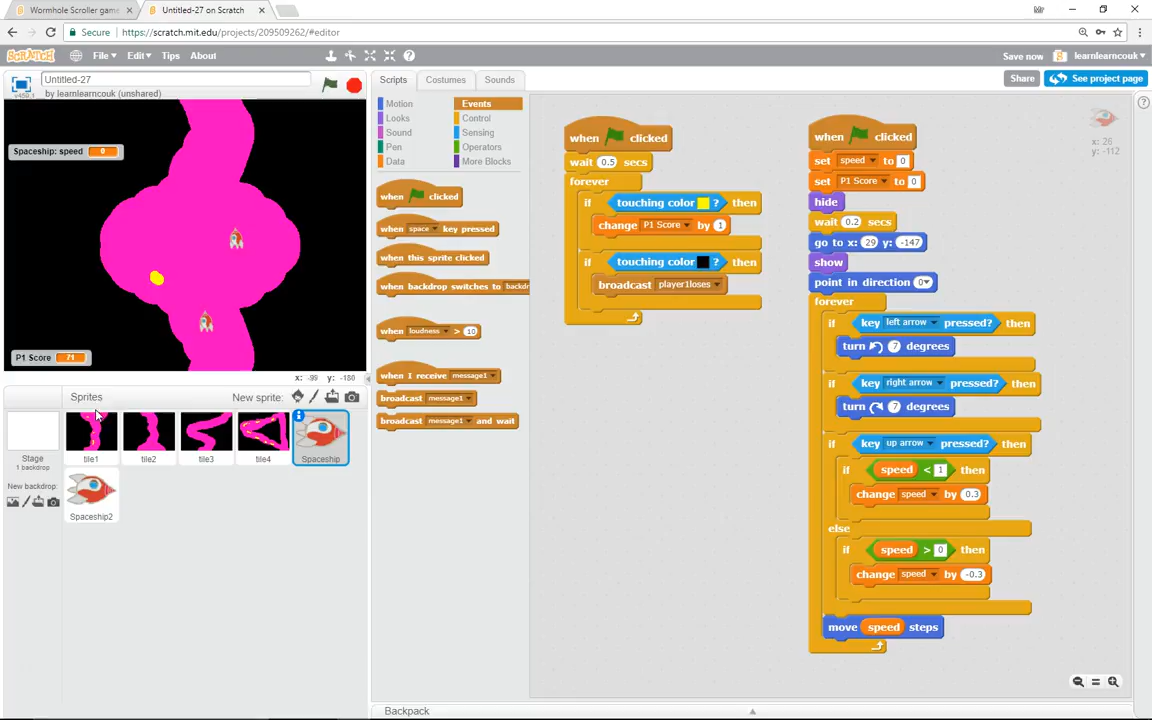 Wormhole Scroller gam
Untitled-27 on Scratch
Secure
https://scratch.mit.edu/projects/209509262/#editor
SCRATCH
File
Edit
Tips
About
Save now
learnlearncouk
Untitled-27
by learnlearncouk (unshared)
Scripts
Costumes
Sounds
Share
See project page
Motion
Events
Looks
Control
Sound
Sensing
Pen
Operators
Data
More Blocks
Spaceship: speed 0
P1 Score 71
x: -99 y: -180
when clicked
when space key pressed
when this sprite clicked
when backdrop switches to backdr
when loudness > 10
when I receive message1
broadcast message1
broadcast message1 and wait
when clicked
wait 0.5 secs
forever
if touching color ? then
change P1 Score by 1
if touching color ? then
broadcast player1loses
when clicked
set speed to 0
set P1 Score to 0
hide
wait 0.2 secs
go to x: 29 y: -147
show
point in direction 0
forever
if key left arrow pressed? then
turn 7 degrees
if key right arrow pressed? then
turn 7 degrees
if key up arrow pressed? then
if speed < 1 then
change speed by 0.3
else
if speed > 0 then
change speed by -0.3
move speed steps
x: 26
y: -112
Sprites
New sprite:
Stage
1 backdrop
New backdrop:
tile1
tile2
tile3
tile4
Spaceship
Spaceship2
Backpack